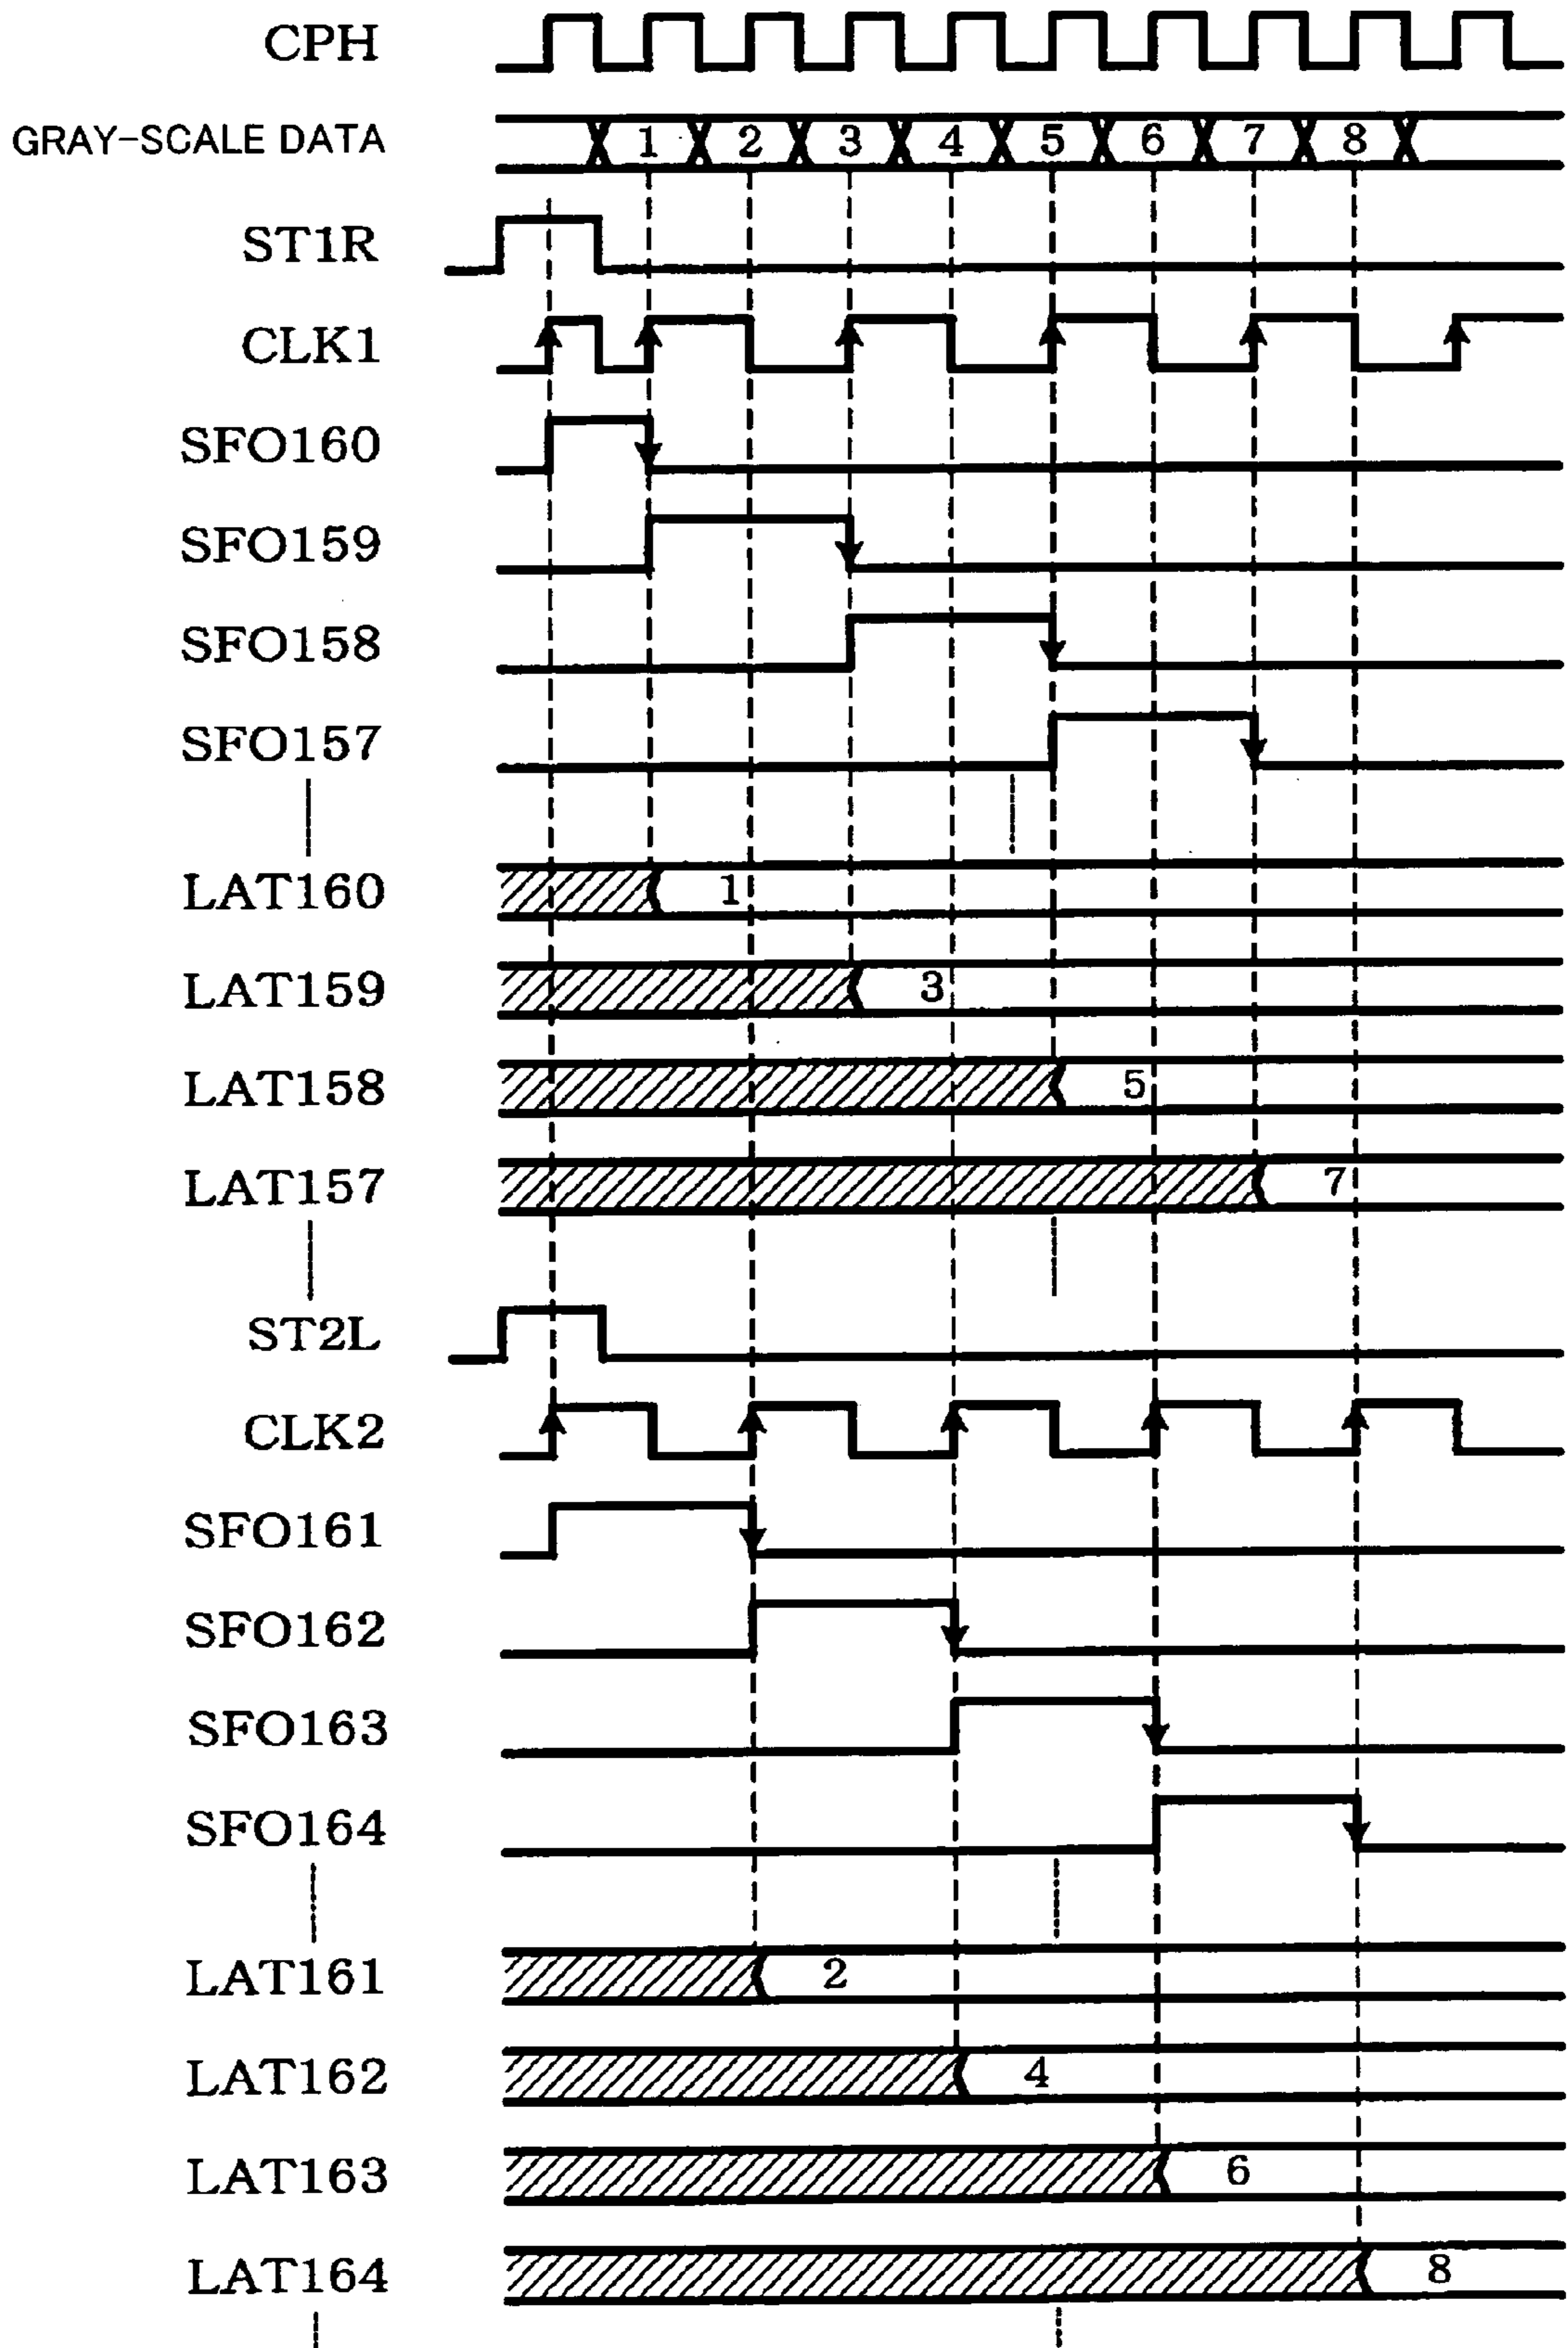 CPH
GRAY-SCALE DATA 1 2 3 4 5 6 7 8
ST1R
CLK1
SFO160
SFO159
SFO158
SFO157
LAT160 1
LAT159 3
LAT158 5
LAT157 7
ST2L
CLK2
SFO161
SFO162
SFO163
SFO164
LAT161 2
LAT162 4
LAT163 6
LAT164 8